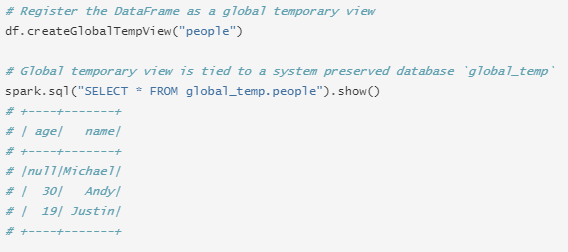 # Register the DataFrame as a global temporary view
df.createGlobalTempView("people")
# Global temporary view is tied to a system preserved database `global_temp`
spark.sql("SELECT * FROM global_temp.people").show()
# +----+-------+
# | age|   name|
# +----+-------+
# |null|Michael|
# |  30|   Andy|
# |  19| Justin|
# +----+-------+